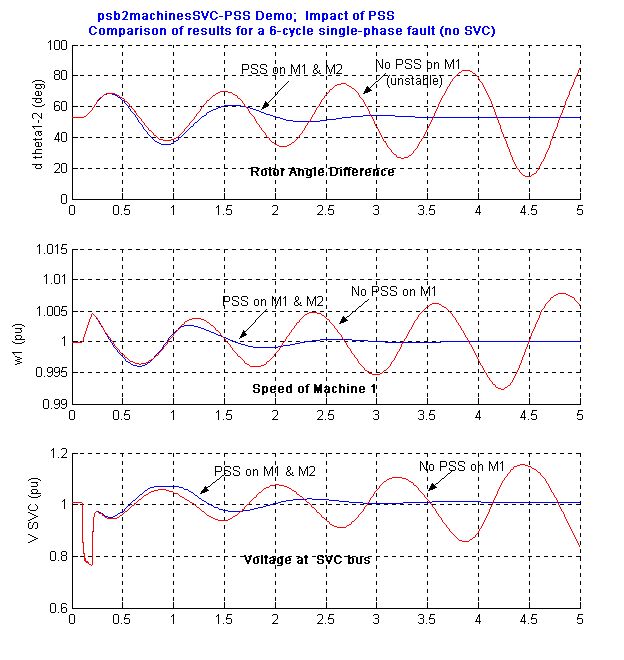 psb2machinesSVC-PSS Demo;  Impact of PSS
Comparison of results for a 6-cycle single-phase fault (no SVC)
100
80
60
40
20
0
d theta1-2 (deg)
PSS on M1 & M2
No PSS on M1
(unstable)
Rotor Angle Difference
0 0.5 1 1.5 2 2.5 3 3.5 4 4.5 5
1.015
1.01
1.005
1
0.995
0.99
w1 (pu)
PSS on M1 & M2
No PSS on M1
Speed of Machine 1
0 0.5 1 1.5 2 2.5 3 3.5 4 4.5 5
1.2
1
0.8
0.6
V SVC (pu)
PSS on M1 & M2
No PSS on M1
Voltage at  SVC bus
0 0.5 1 1.5 2 2.5 3 3.5 4 4.5 5